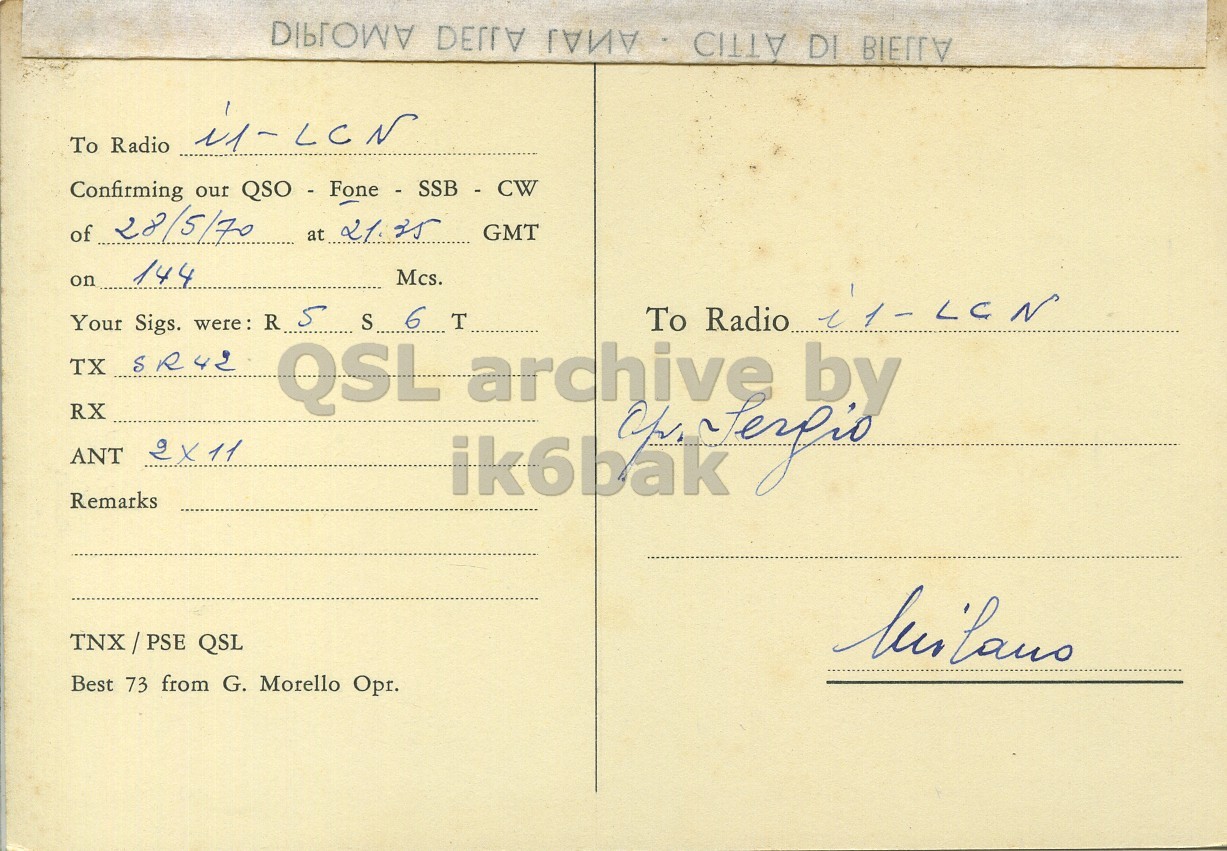 DIPLOMA DELLA LANA · CITTÀ DI BIELLA
To Radio i1-LCN
Confirming our QSO - Fone - SSB - CW
of 28/5/70 at 21.35 GMT
on 144 Mcs.
Your Sigs. were: R 5 S 6 T
TX SR42
RX
ANT 2x11
Remarks
TNX / PSE QSL
Best 73 from G. Morello Opr.
To Radio i1-LCN
Op. Sergio
Milano
QSL archive by
ik6bak